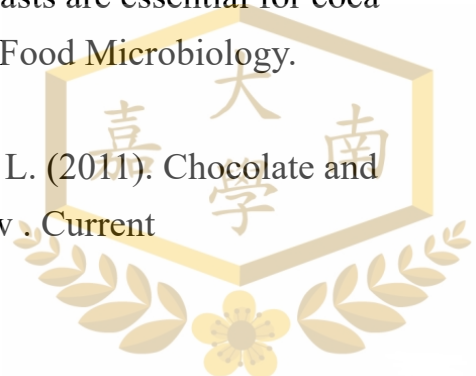 asts are essential for coca
Food Microbiology.
大
嘉 南
L. (2011). Chocolate and
學
v . Current